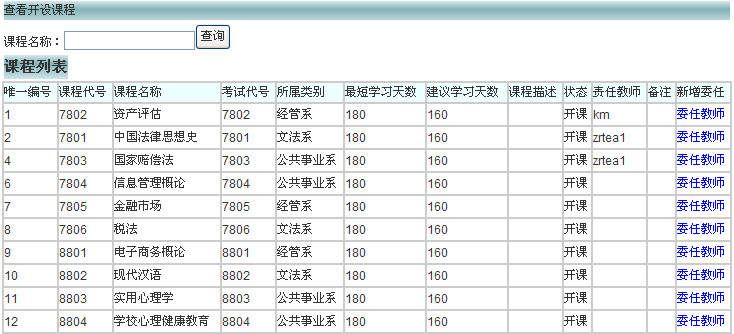 查看开设课程
课程名称： 查询
课程列表
唯一编号 课程代号 课程名称 考试代号 所属类别 最短学习天数 建议学习天数 课程描述 状态 责任教师 备注 新增委任
1 7802 资产评估 7802 经管系 180 160 开课 km 委任教师
2 7801 中国法律思想史 7801 文法系 180 160 开课 zrtea1 委任教师
4 7803 国家赔偿法 7803 公共事业系 180 160 开课 zrtea1 委任教师
6 7804 信息管理概论 7804 公共事业系 180 160 开课 委任教师
7 7805 金融市场 7805 经管系 180 160 开课 委任教师
8 7806 税法 7806 文法系 180 160 开课 委任教师
9 8801 电子商务概论 8801 经管系 180 160 开课 委任教师
10 8802 现代汉语 8802 文法系 180 160 开课 委任教师
11 8803 实用心理学 8803 公共事业系 180 160 开课 委任教师
12 8804 学校心理健康教育 8804 公共事业系 180 160 开课 委任教师